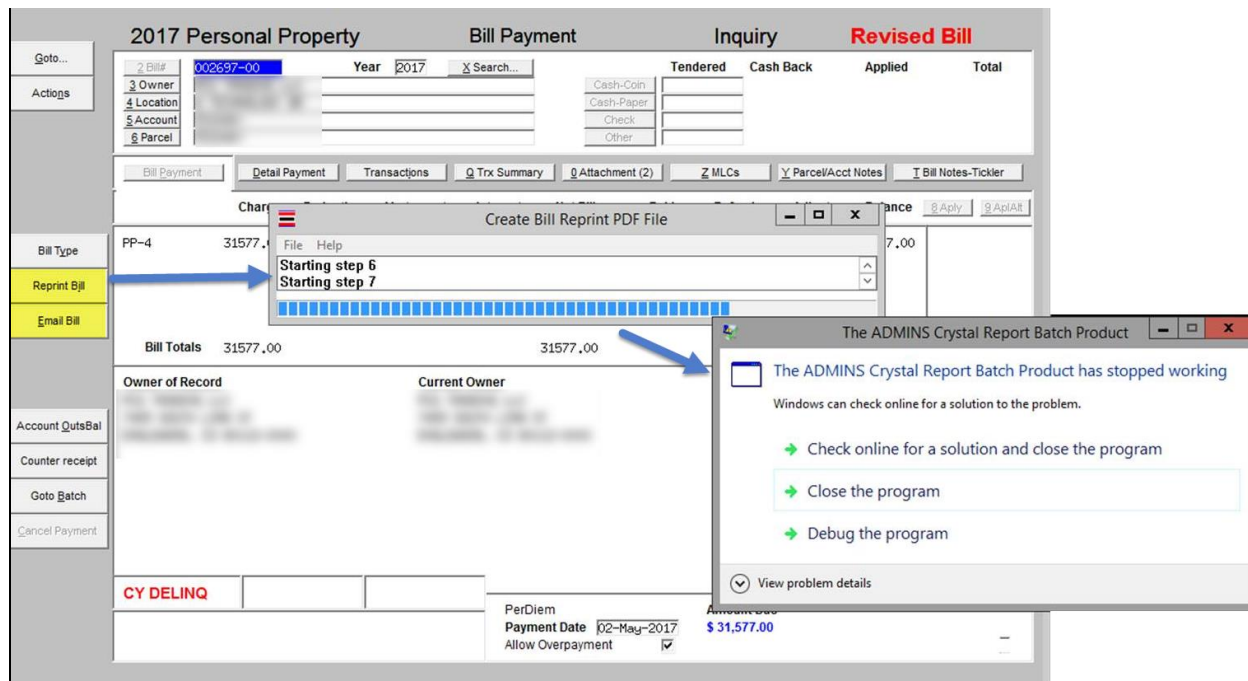 2017 Personal Property Bill Payment Inquiry Revised Bill
Goto...
Actions
2 Bill# 002697-00 Year 2017 X Search... Tendered Cash Back Applied Total
3 Owner Cash-Coin
4 Location Cash-Paper
5 Account Check
6 Parcel Other
Bill Payment Detail Payment Transactions Q Trx Summary 0 Attachment (2) Z MLCs Y Parcel/Acct Notes T Bill Notes-Tickler
8 Aply 9 AplAlt
Create Bill Reprint PDF File
File Help
Starting step 6
Starting step 7
Bill Type
Reprint Bill
Email Bill
PP-4 7.00
Bill Totals 31577.00 31577.00
The ADMINS Crystal Report Batch Product
The ADMINS Crystal Report Batch Product has stopped working
Windows can check online for a solution to the problem.
Check online for a solution and close the program
Close the program
Debug the program
View problem details
Owner of Record Current Owner
Account OutsBal
Counter receipt
Goto Batch
Cancel Payment
CY DELINQ
PerDiem
Payment Date 02-May-2017 $ 31,577.00
Allow Overpayment